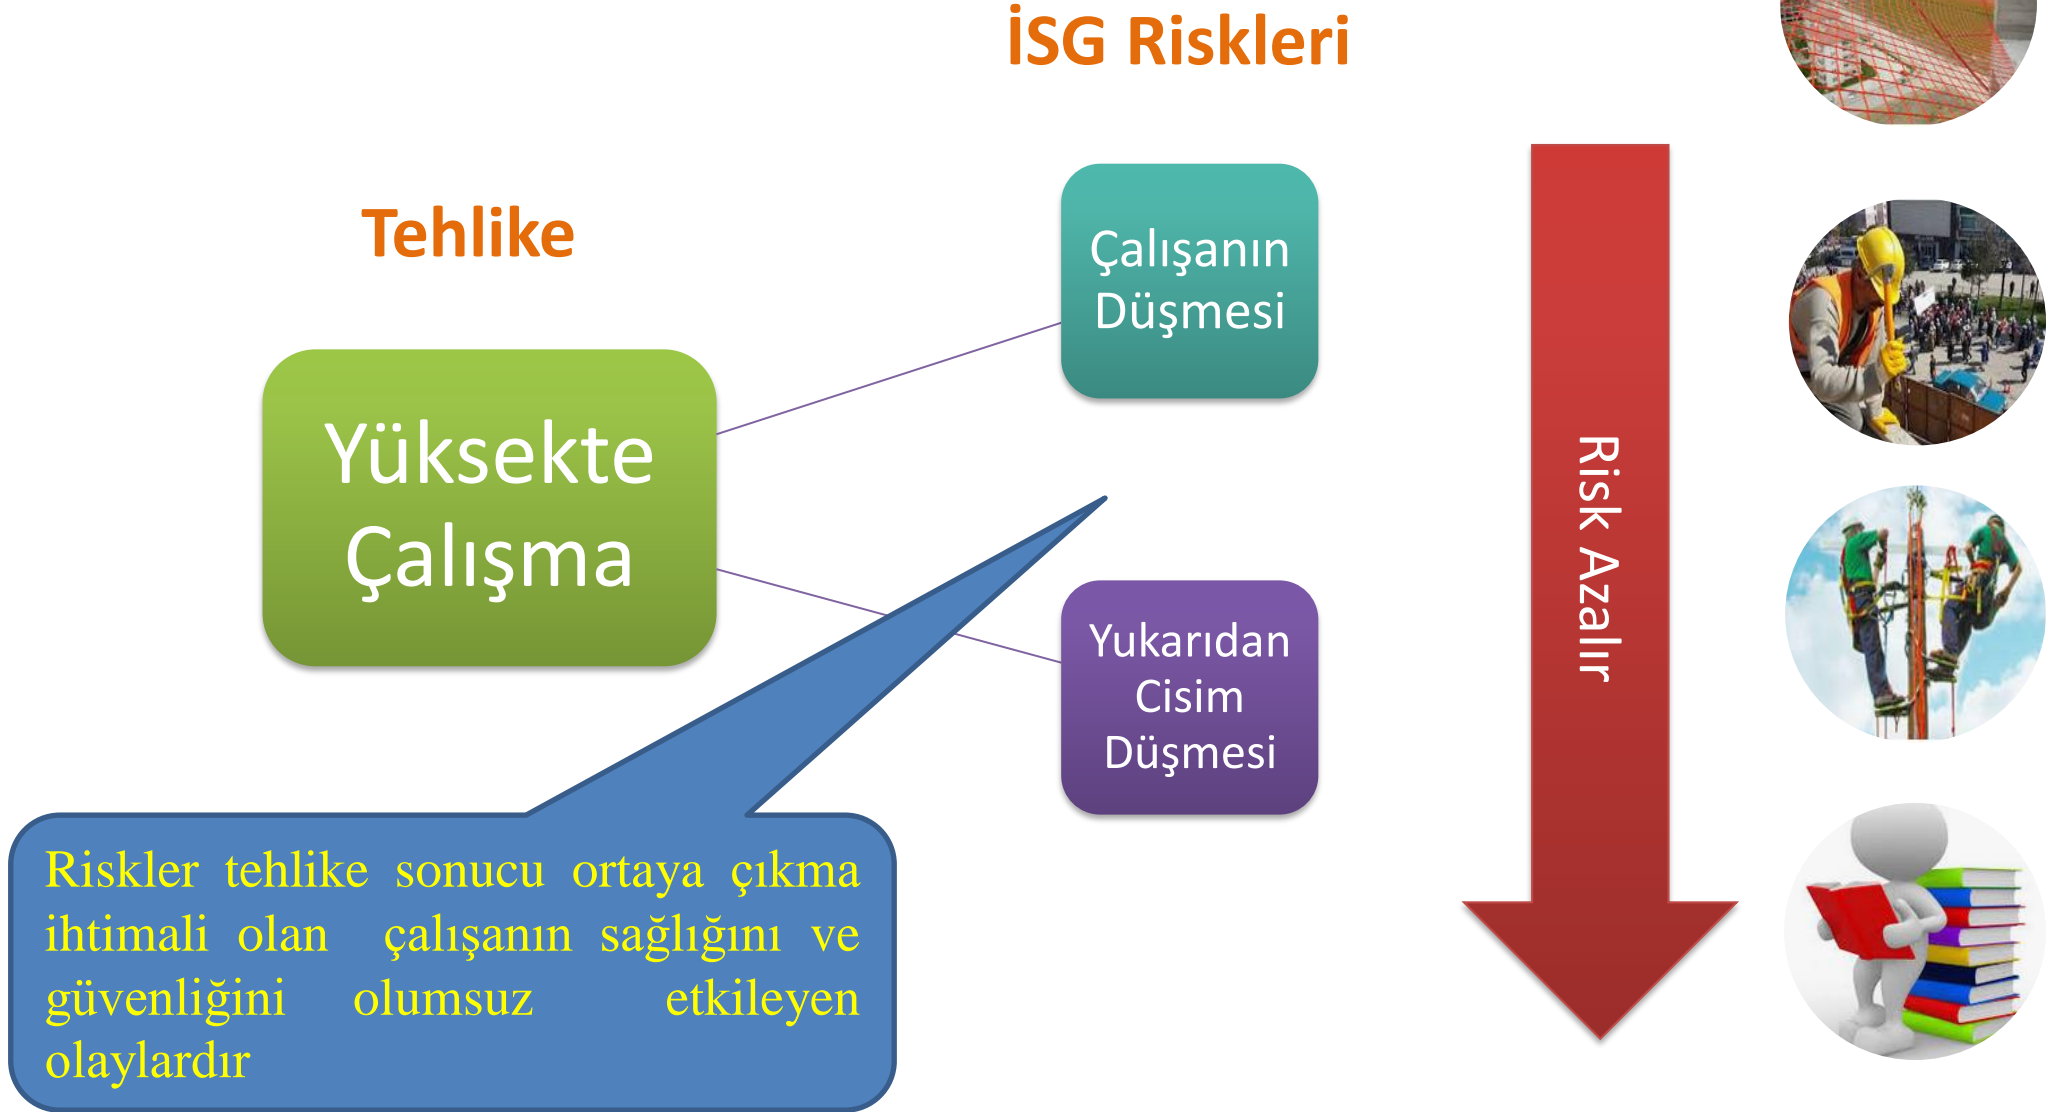 İSG Riskleri
Tehlike
Çalışanın
Düşmesi
Yüksekte
Çalışma
Yukarıdan
Cisim
Düşmesi
Risk Azalır
Riskler tehlike sonucu ortaya çıkma
ihtimali olan çalışanın sağlığını ve
güvenliğini olumsuz etkileyen
olaylardır